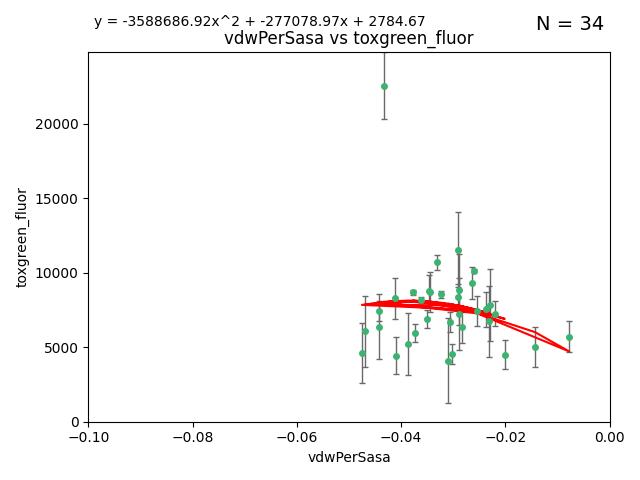 y = -3588686.92x^2 + -277078.97x + 2784.67
N = 34
vdwPerSasa vs toxgreen_fluor
toxgreen_fluor
20000
15000
10000
5000
0
−0.10
−0.08
−0.06
−0.04
−0.02
0.00
vdwPerSasa